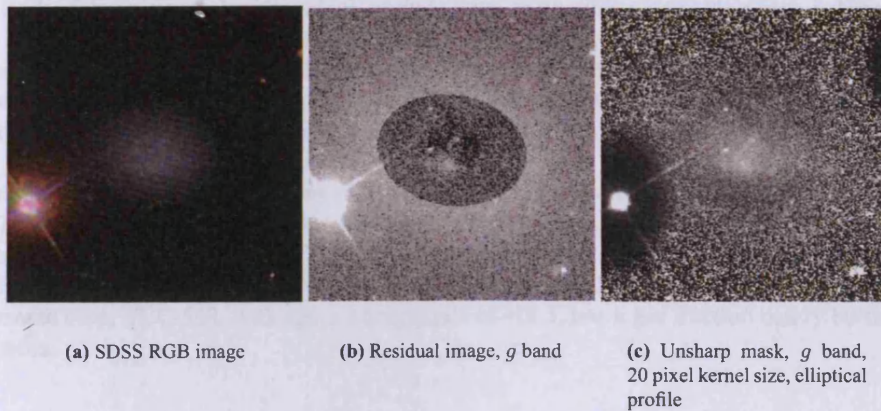 (a) SDSS RGB image
(b) Residual image, g band
(c) Unsharp mask, g band,
20 pixel kernel size, elliptical
profile